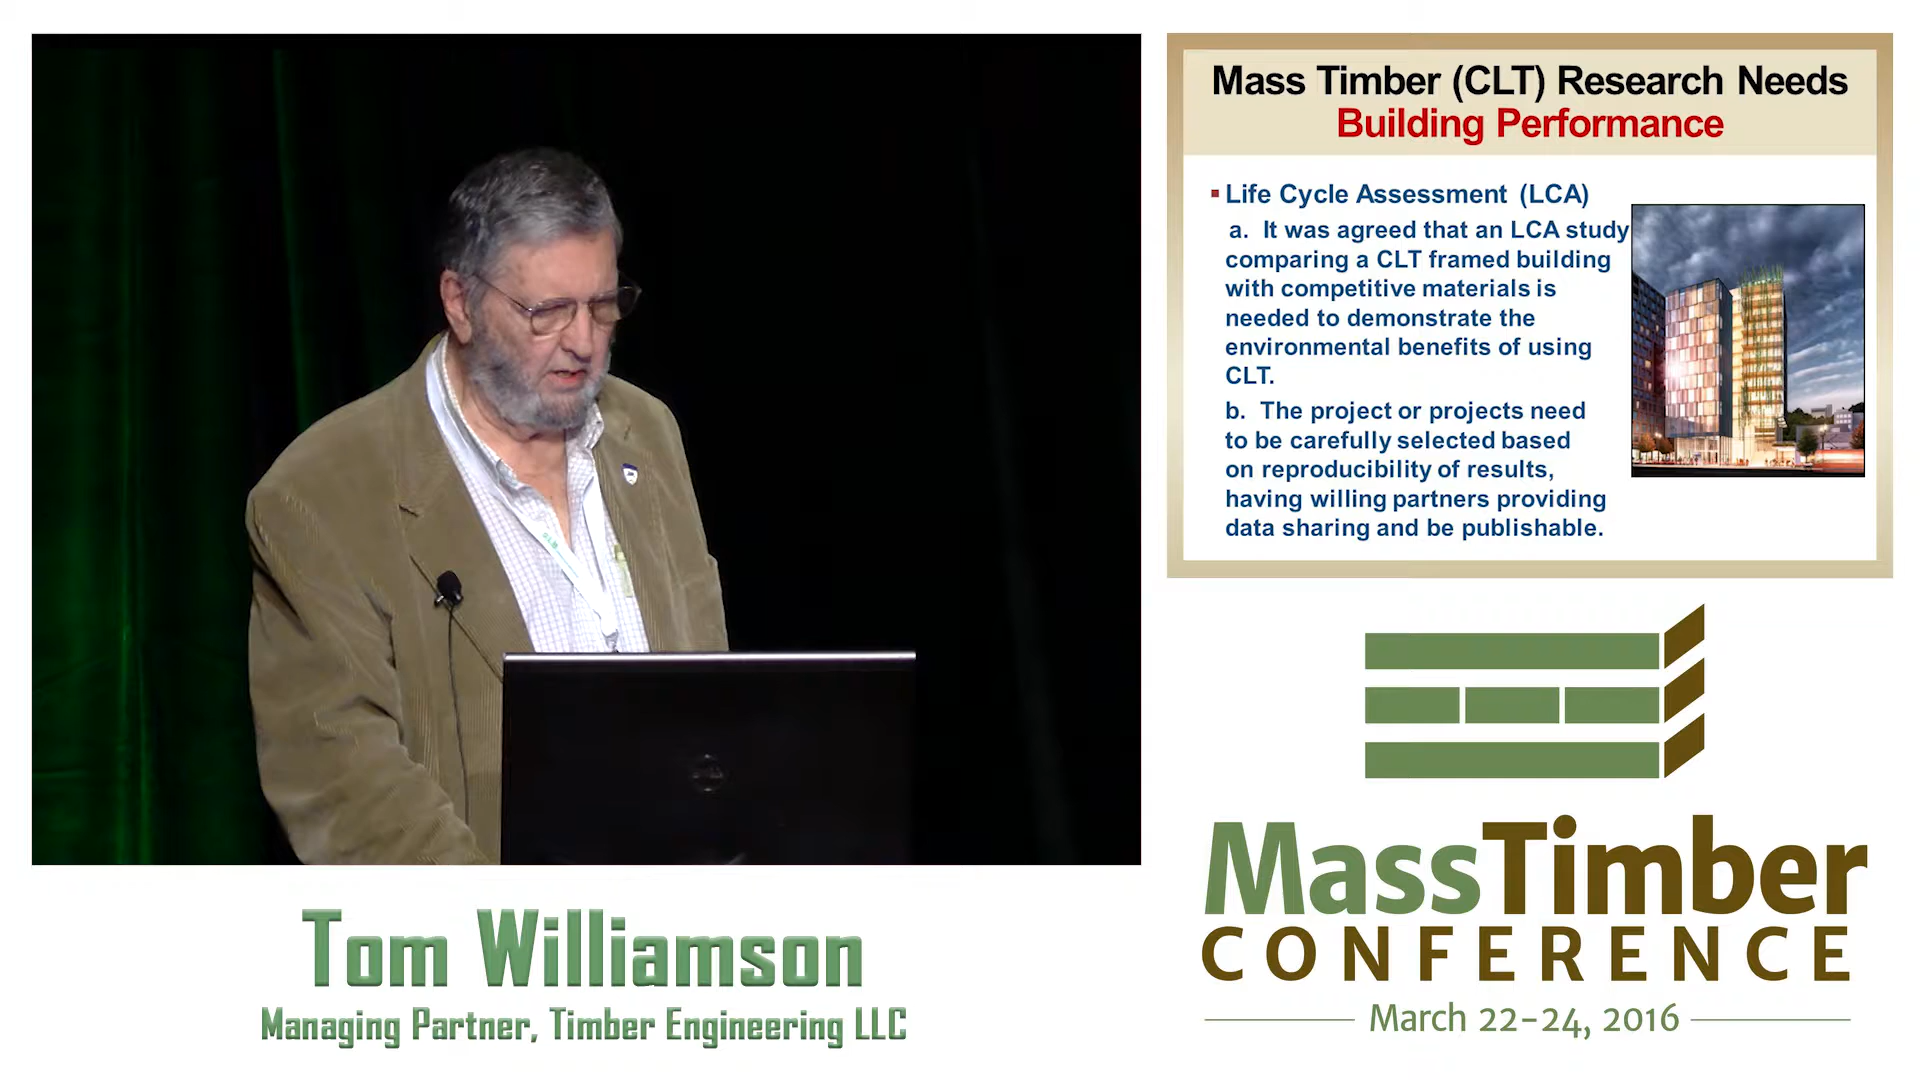 Mass Timber (CLT) Research Needs
Building Performance
Life Cycle Assessment (LCA)
a. It was agreed that an LCA study
comparing a CLT framed building
with competitive materials is
needed to demonstrate the
environmental benefits of using
CLT.
b. The project or projects need
to be carefully selected based
on reproducibility of results,
having willing partners providing
data sharing and be publishable.
MassTimber
CONFERENCE
March 22-24, 2016
Tom Williamson
Managing Partner, Timber Engineering LLC